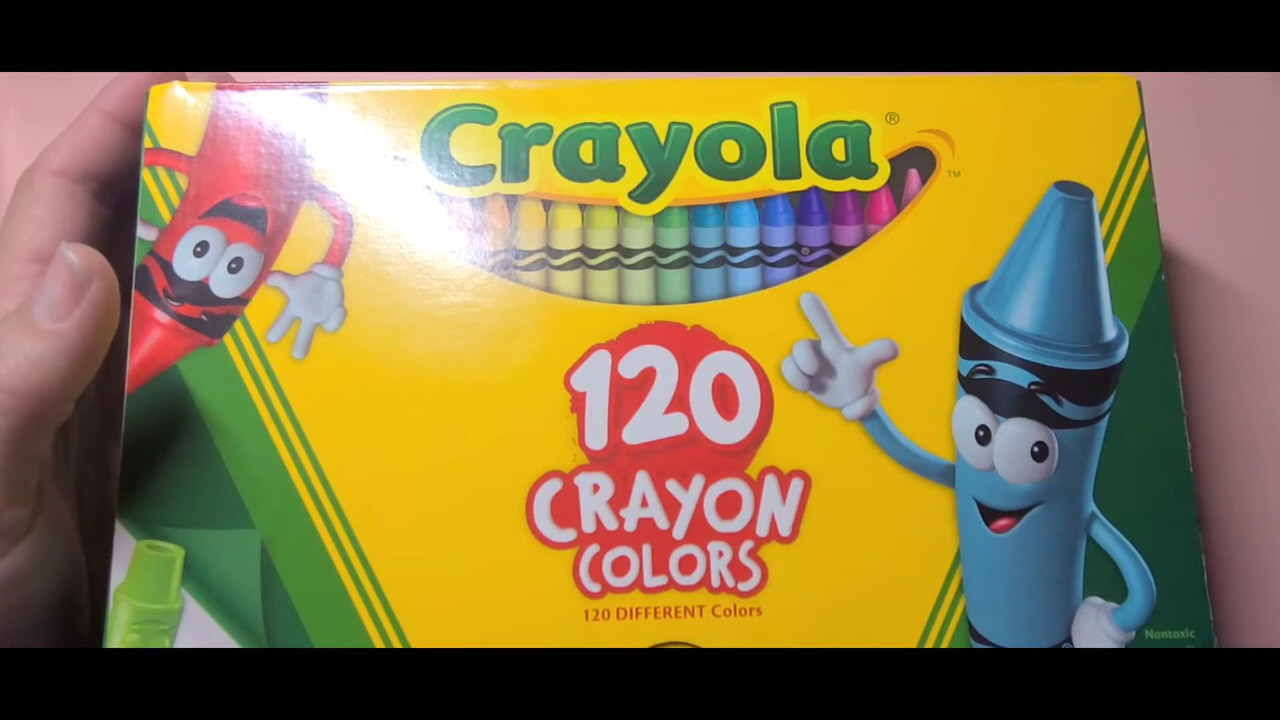 Crayola®
™
®
120
CRAYON
COLORS
120 DIFFERENT Colors
Nontoxic